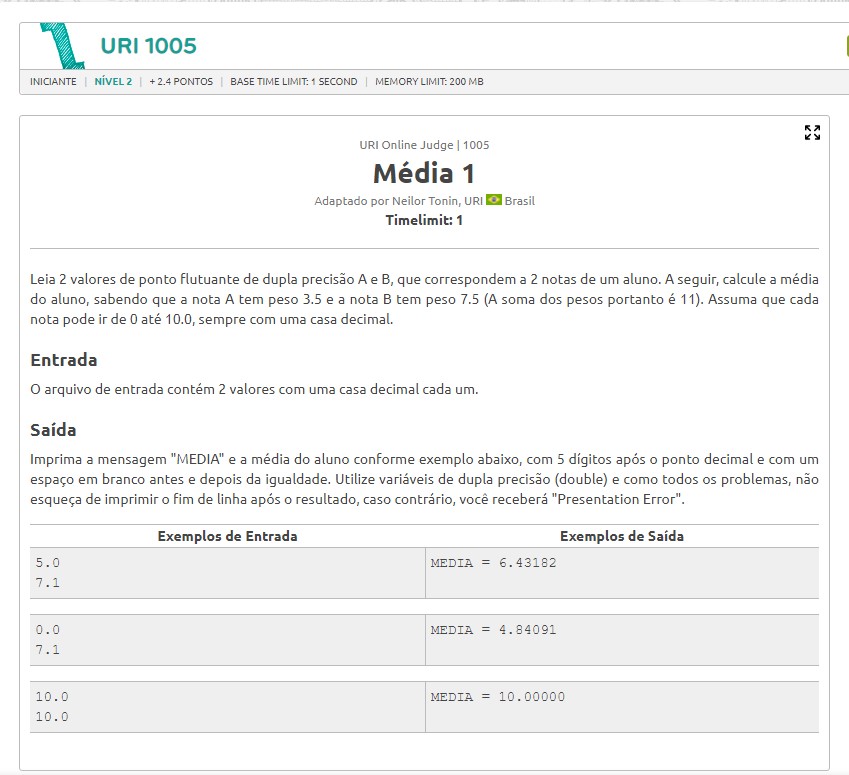 URI 1005
INICIANTE | NÍVEL 2 | + 2.4 PONTOS | BASE TIME LIMIT: 1 SECOND | MEMORY LIMIT: 200 MB
URI Online Judge | 1005
Média 1
Adaptado por Neilor Tonin, URI Brasil
Timelimit: 1
Leia 2 valores de ponto flutuante de dupla precisão A e B, que correspondem a 2 notas de um aluno. A seguir, calcule a média
do aluno, sabendo que a nota A tem peso 3.5 e a nota B tem peso 7.5 (A soma dos pesos portanto é 11). Assuma que cada
nota pode ir de 0 até 10.0, sempre com uma casa decimal.
Entrada
O arquivo de entrada contém 2 valores com uma casa decimal cada um.
Saída
Imprima a mensagem "MEDIA" e a média do aluno conforme exemplo abaixo, com 5 dígitos após o ponto decimal e com um
espaço em branco antes e depois da igualdade. Utilize variáveis de dupla precisão (double) e como todos os problemas, não
esqueça de imprimir o fim de linha após o resultado, caso contrário, você receberá "Presentation Error".
Exemplos de Entrada Exemplos de Saída
5.0 MEDIA = 6.43182
7.1
0.0 MEDIA = 4.84091
7.1
10.0 MEDIA = 10.00000
10.0